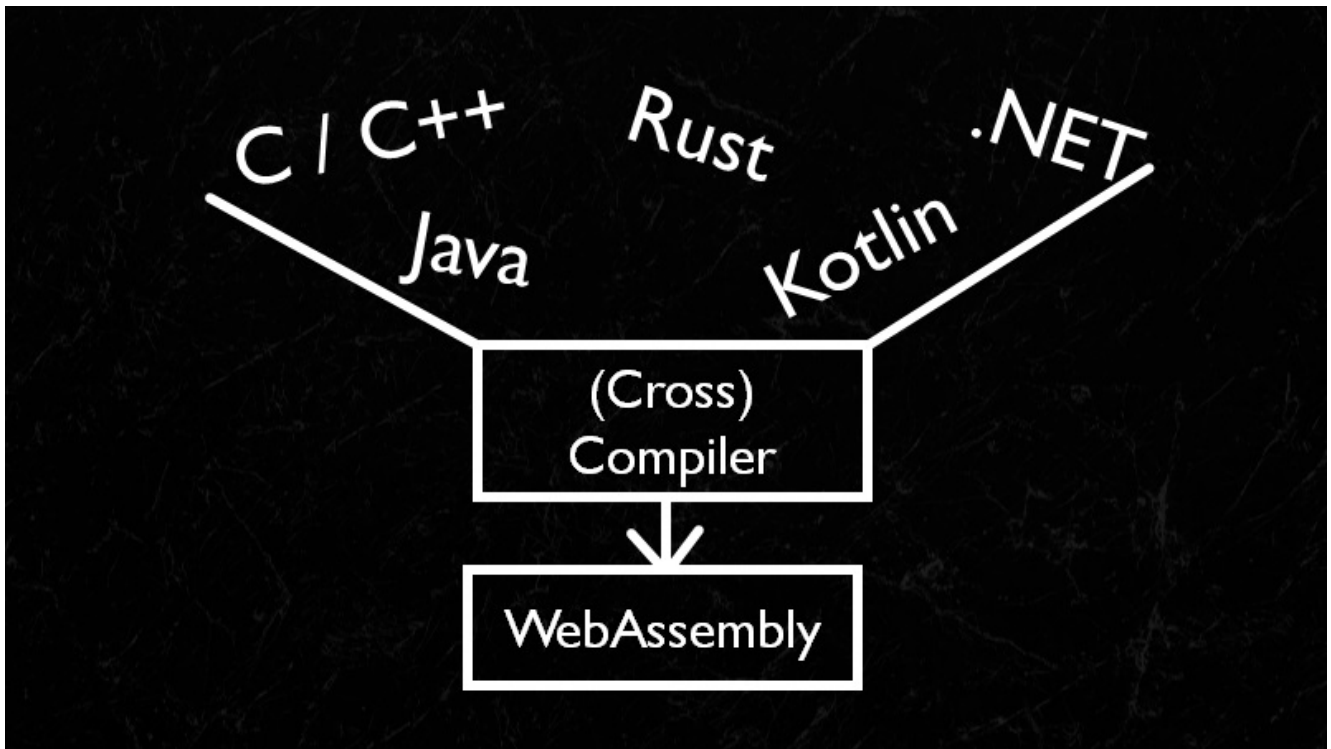 C / C++
Rust
.NET
Java
Kotlin
(Cross)
Compiler
WebAssembly